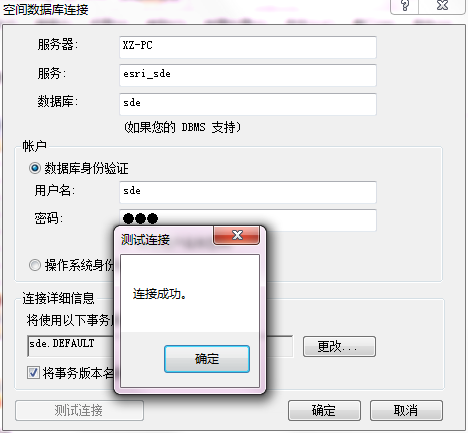 空间数据库连接
服务器: XZ-PC
服务: esri_sde
数据库: sde
(如果您的 DBMS 支持)
帐户
数据库身份验证
用户名: sde
密码: ●●●
测试连接
操作系统身份
连接成功。
连接详细信息
将使用以下事务
sde.DEFAULT
更改...
确定
将事务版本名
测试连接
确定
取消